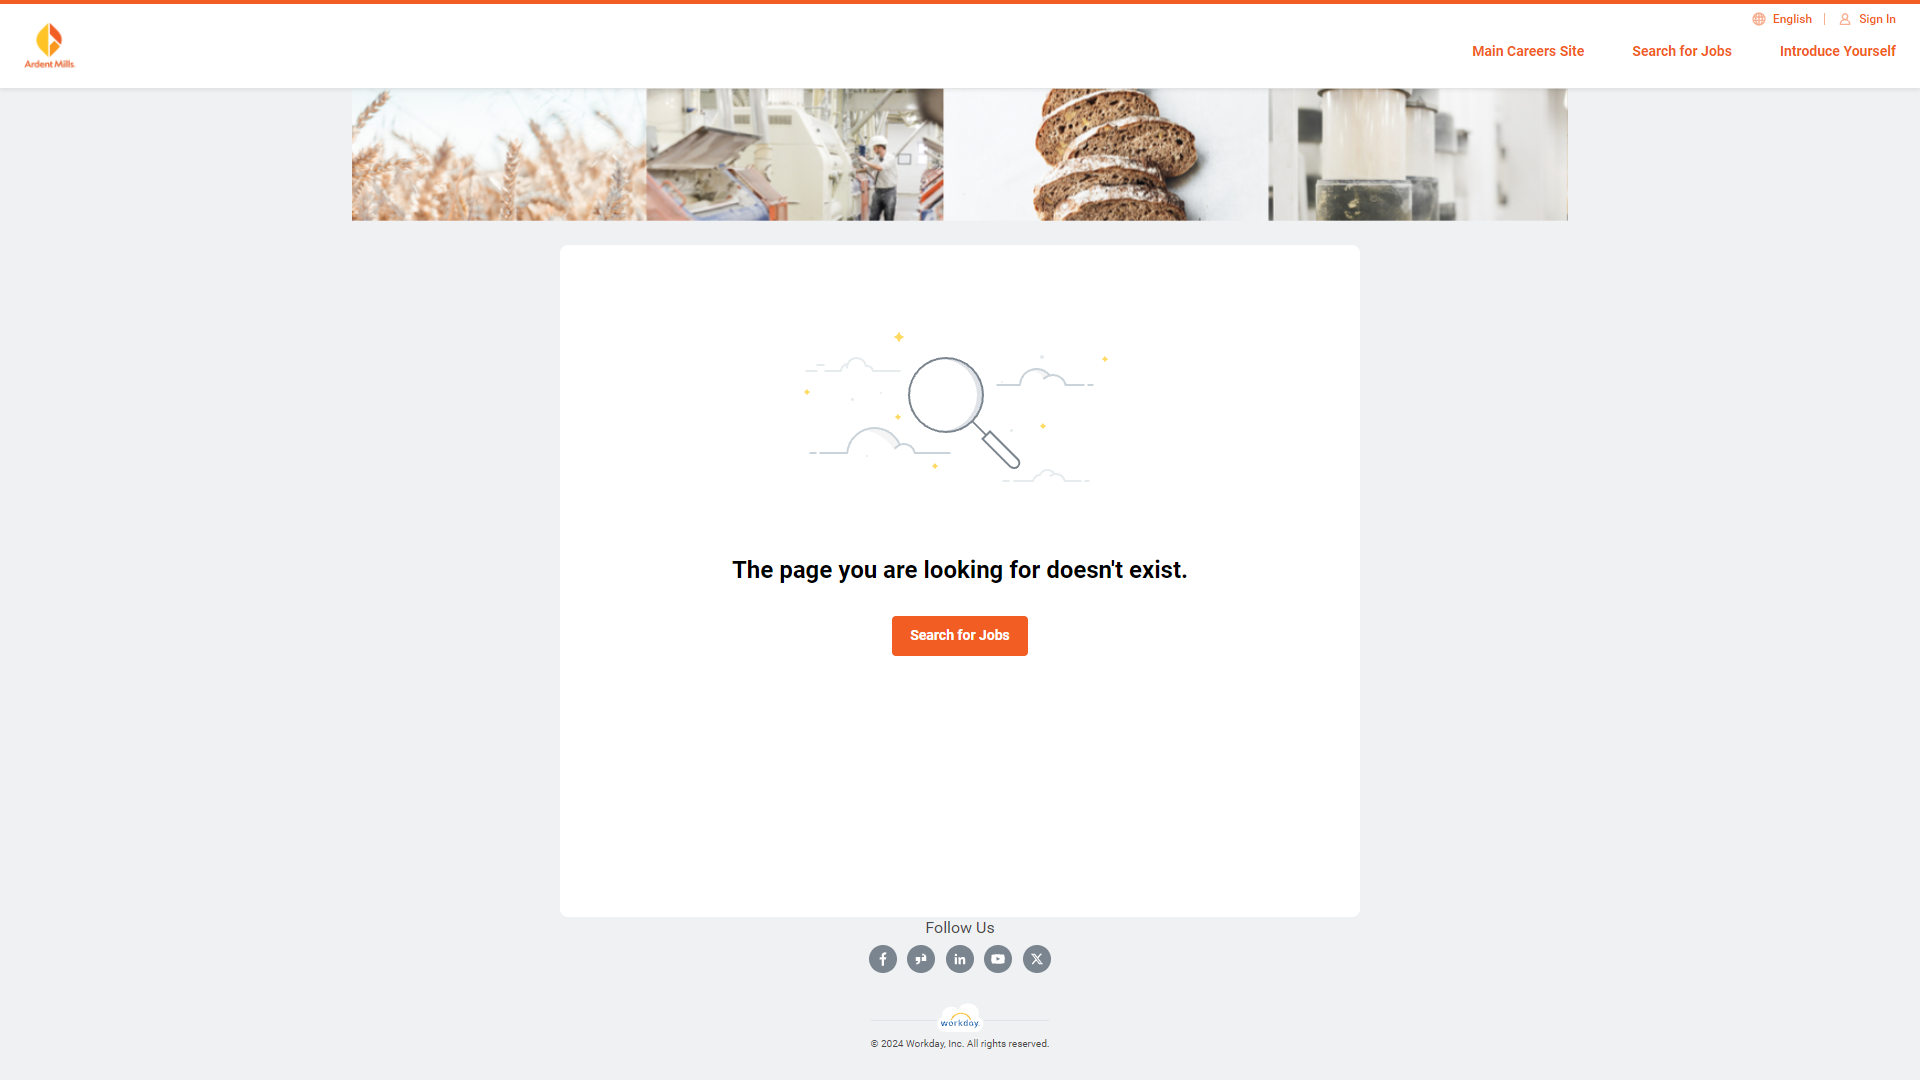 English
Sign In
Ardent Mills
Main Careers Site
Search for Jobs
Introduce Yourself
The page you are looking for doesn't exist.
Search for Jobs
Follow Us
workday.
© 2024 Workday, Inc. All rights reserved.